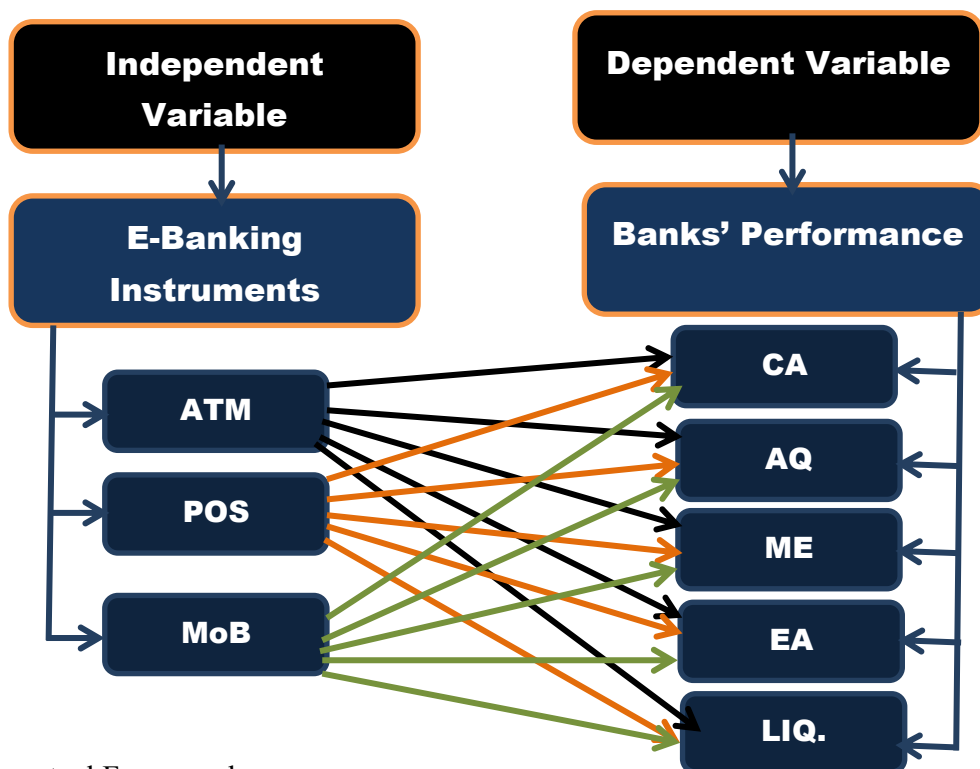 Independent
Variable
Dependent Variable
E-Banking
Instruments
Banks’ Performance
ATM
POS
MoB
CA
AQ
ME
EA
LIQ.